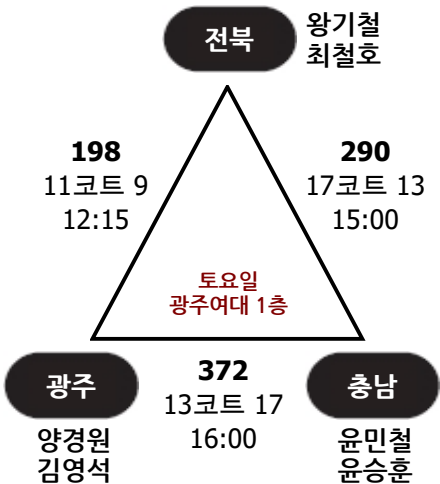 전북
왕기철
최철호
198
11코트 9
12:15
290
17코트 13
15:00
토요일
광주여대 1층
광주
양경원
김영석
372
13코트 17
16:00
충남
윤민철
윤승훈